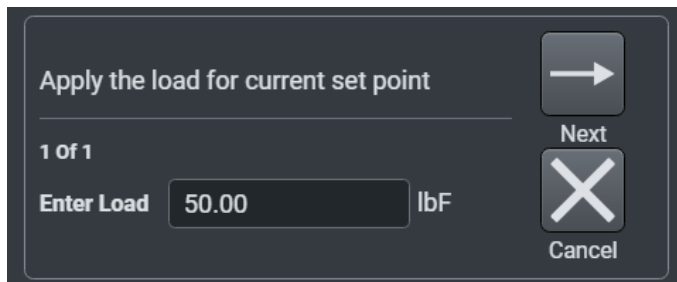 Apply the load for current set point
Next
1 Of 1
Enter Load 50.00 lbF
Cancel